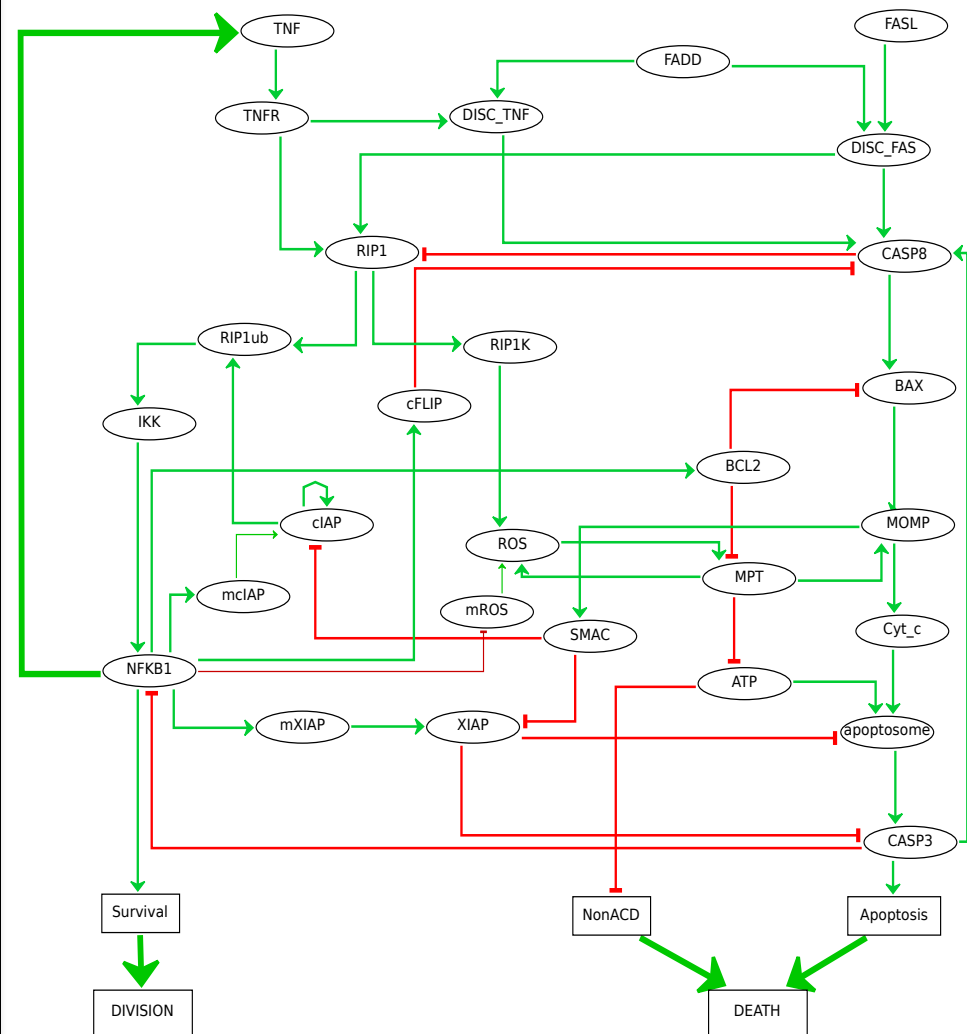 TNF
FASL
FADD
TNFR
DISC_TNF
DISC_FAS
RIP1
CASP8
RIP1ub
RIP1K
BAX
cFLIP
IKK
BCL2
cIAP
MOMP
ROS
MPT
mcIAP
mROS
Cyt_c
SMAC
NFKB1
ATP
mXIAP
XIAP
apoptosome
CASP3
Survival
NonACD
Apoptosis
DIVISION
DEATH